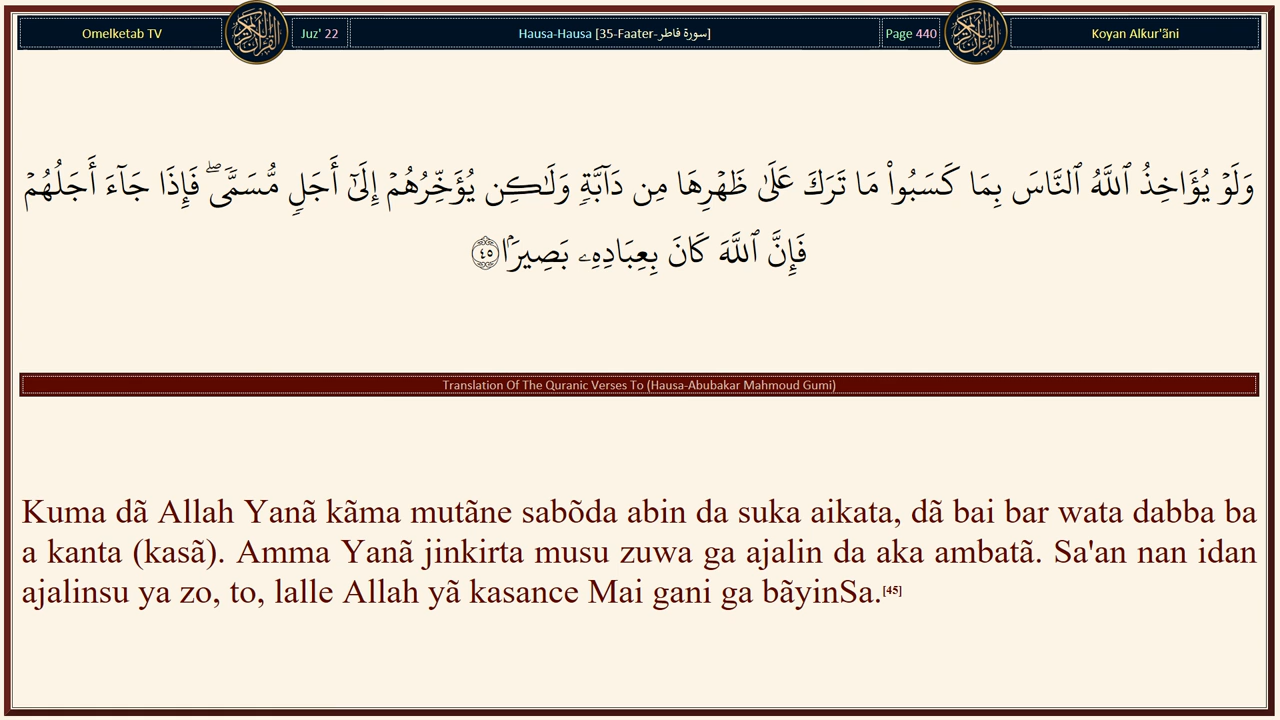 Omelketab TV
Juz' 22
Hausa-Hausa [35-Faater-سورة فاطر]
Page 440
Koyan Alkur'ãni
وَلَوۡ يُؤَاخِذُ ٱللَّهُ ٱلنَّاسَ بِمَا كَسَبُواْ مَا تَرَكَ عَلَىٰ ظَهۡرِهَا مِن دَآبَّةٖ وَلَٰكِن يُؤَخِّرُهُمۡ إِلَىٰٓ أَجَلٖ مُّسَمّٗىۖ فَإِذَا جَآءَ أَجَلُهُمۡ
فَإِنَّ ٱللَّهَ كَانَ بِعِبَادِهِۦ بَصِيرَۢا ٤٥
Translation Of The Quranic Verses To (Hausa-Abubakar Mahmoud Gumi)
Kuma dã Allah Yanã kãma mutãne sabõda abin da suka aikata, dã bai bar wata dabba ba
a kanta (kasã). Amma Yanã jinkirta musu zuwa ga ajalin da aka ambatã. Sa'an nan idan
ajalinsu ya zo, to, lalle Allah yã kasance Mai gani ga bãyinSa.[45]